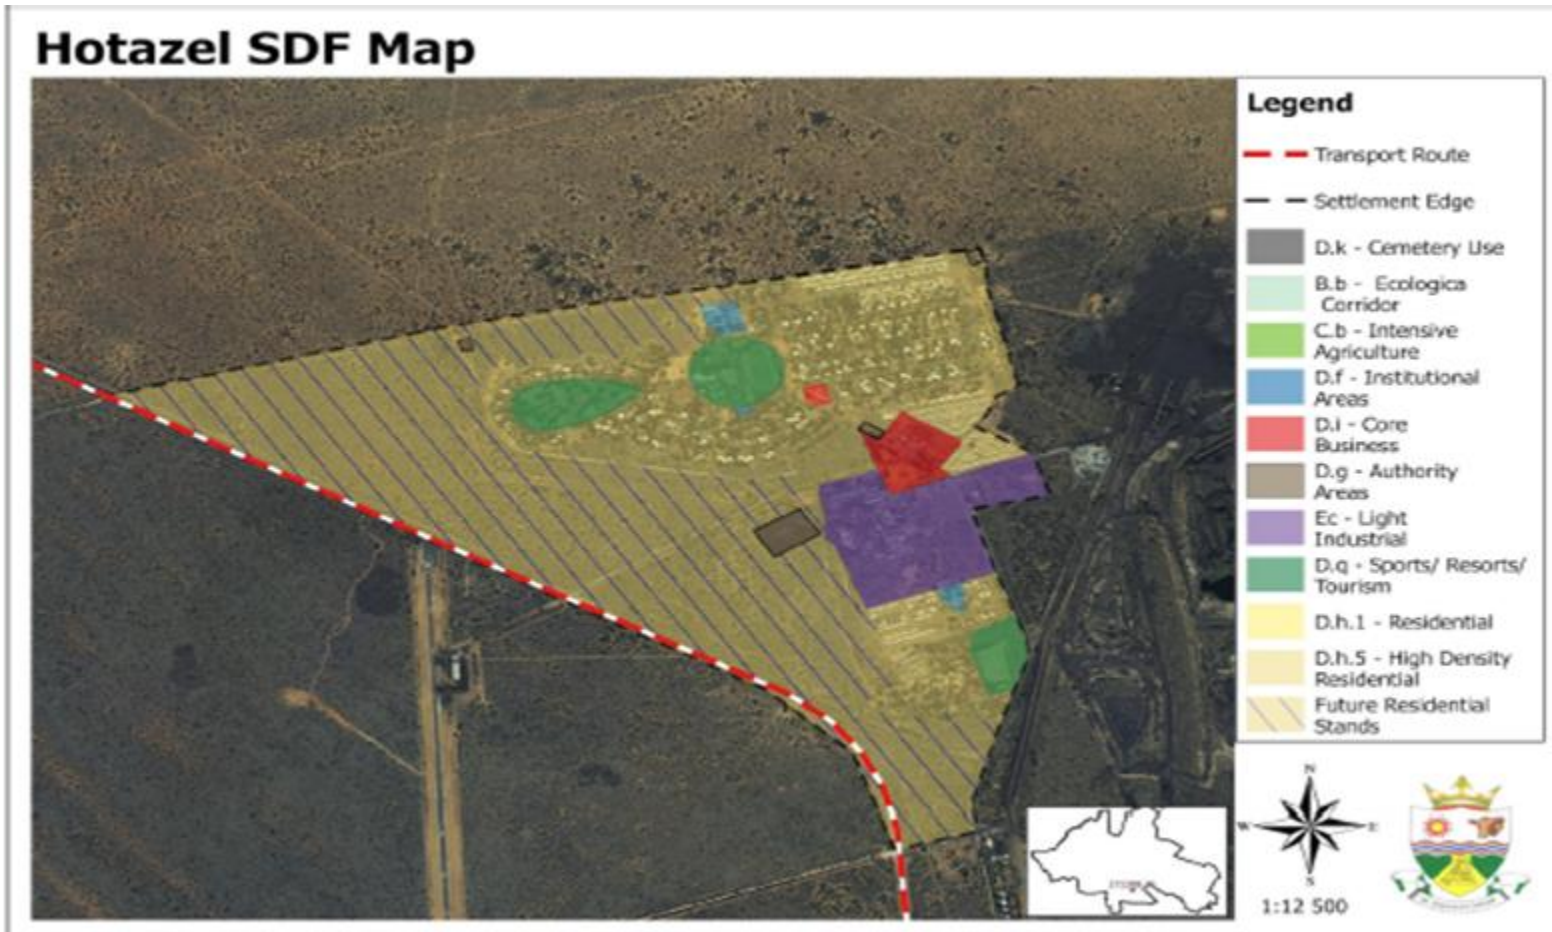 Hotazel SDF Map
Legend
Transport Route
Settlement Edge
D.k - Cemetery Use
B.b - Ecologica
Corridor
C.b - Intensive
Agriculture
D.f - Institutional
Areas
D.i - Core
Business
D.g - Authority
Areas
Ec - Light
Industrial
D.q - Sports/ Resorts/
Tourism
D.h.1 - Residential
D.h.5 - High Density
Residential
Future Residential
Stands
N
W
E
S
1:12 500